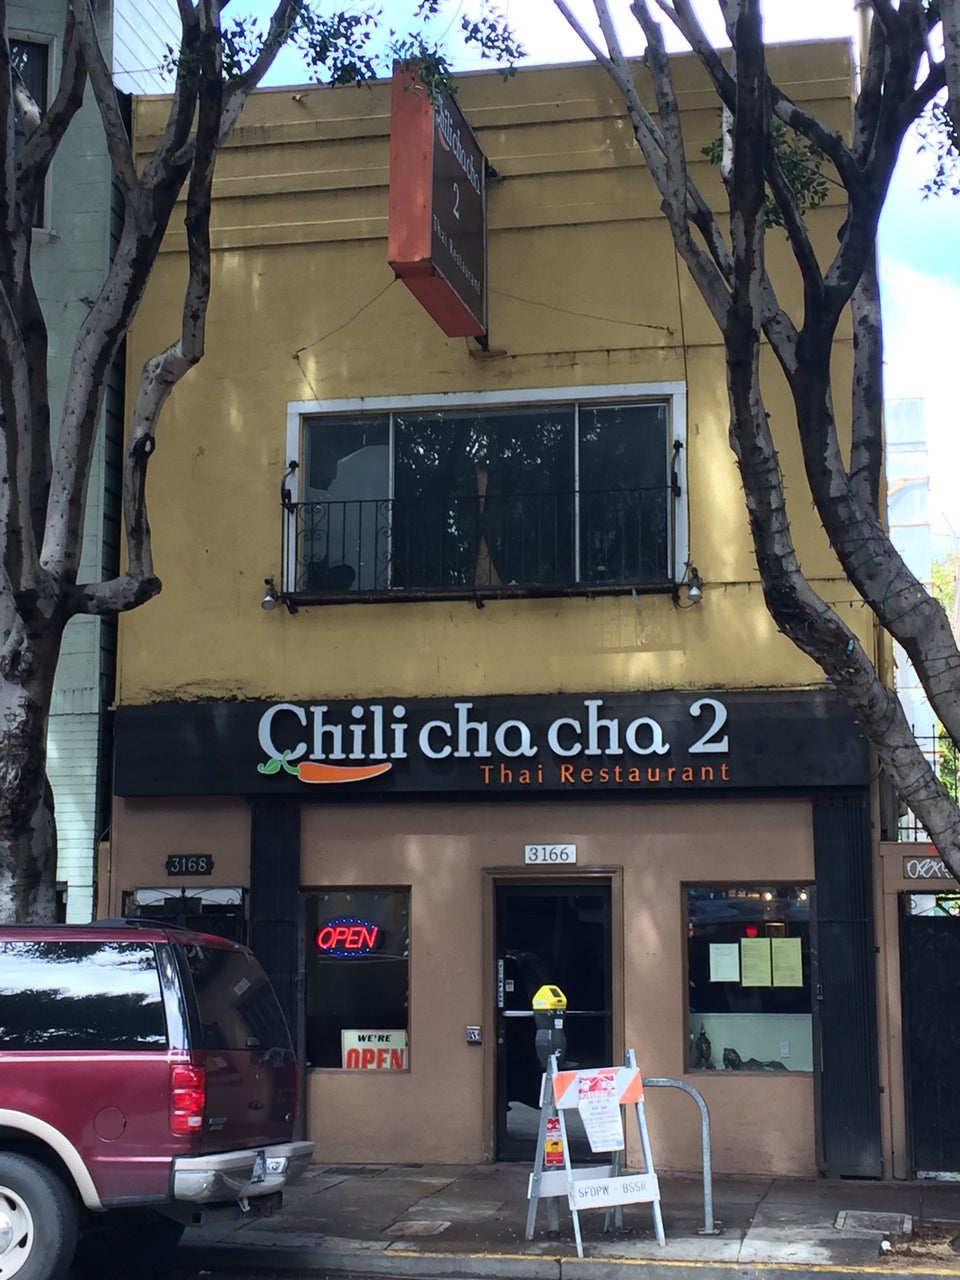 Chilichacha
2
Thai Restaurant
Chili cha cha 2
Thai Restaurant
3168
3166
OPEN
WE'RE
OPEN
SFDPW - BSSR